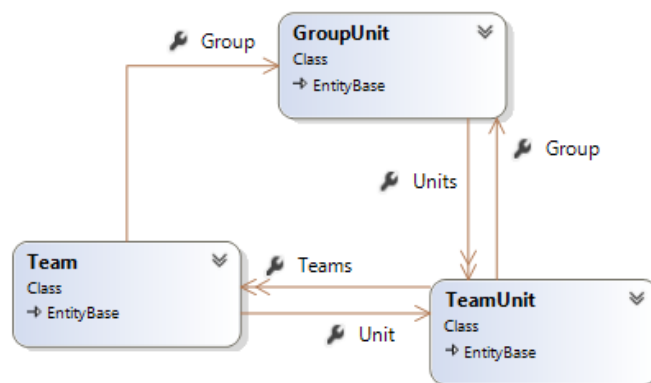 Group
GroupUnit
Class
EntityBase
Group
Units
Team
Class
EntityBase
Teams
Unit
TeamUnit
Class
EntityBase